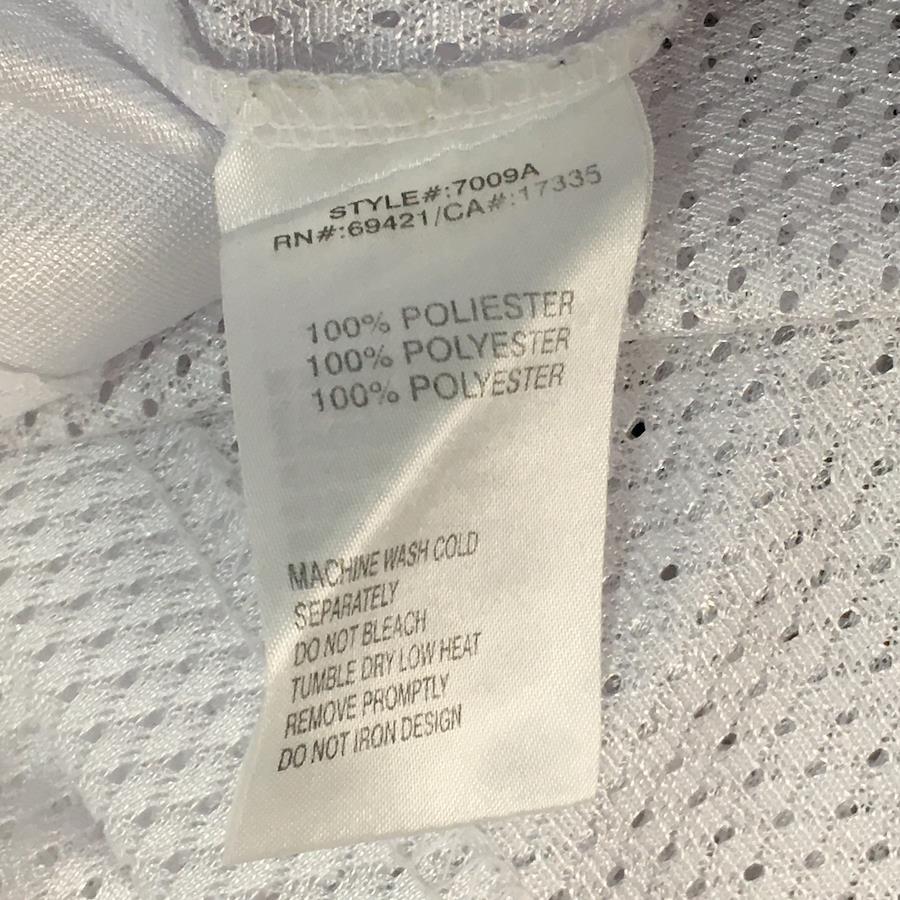 STYLE#:7009A
RN#:69421/CA#:17335
100% POLIESTER
100% POLYESTER
100% POLYESTER
MACHINE WASH COLD
SEPARATELY
DO NOT BLEACH
TUMBLE DRY LOW HEAT
REMOVE PROMPTLY
DO NOT IRON DESIGN